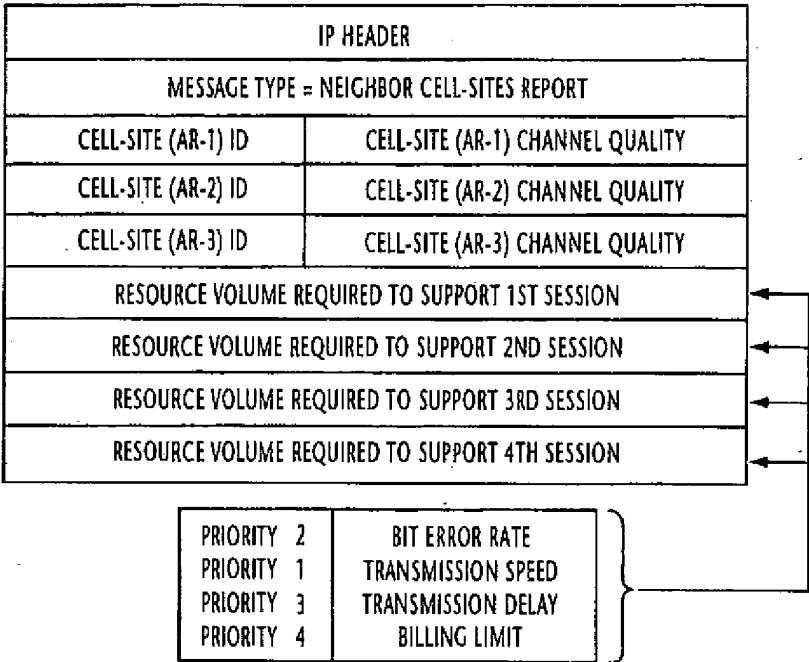 IP HEADER
MESSAGE TYPE = NEIGHBOR CELL-SITES REPORT
CELL-SITE (AR-1) ID CELL-SITE (AR-1) CHANNEL QUALITY
CELL-SITE (AR-2) ID CELL-SITE (AR-2) CHANNEL QUALITY
CELL-SITE (AR-3) ID CELL-SITE (AR-3) CHANNEL QUALITY
RESOURCE VOLUME REQUIRED TO SUPPORT 1ST SESSION
RESOURCE VOLUME REQUIRED TO SUPPORT 2ND SESSION
RESOURCE VOLUME REQUIRED TO SUPPORT 3RD SESSION
RESOURCE VOLUME REQUIRED TO SUPPORT 4TH SESSION
PRIORITY 2 BIT ERROR RATE
PRIORITY 1 TRANSMISSION SPEED
PRIORITY 3 TRANSMISSION DELAY
PRIORITY 4 BILLING LIMIT